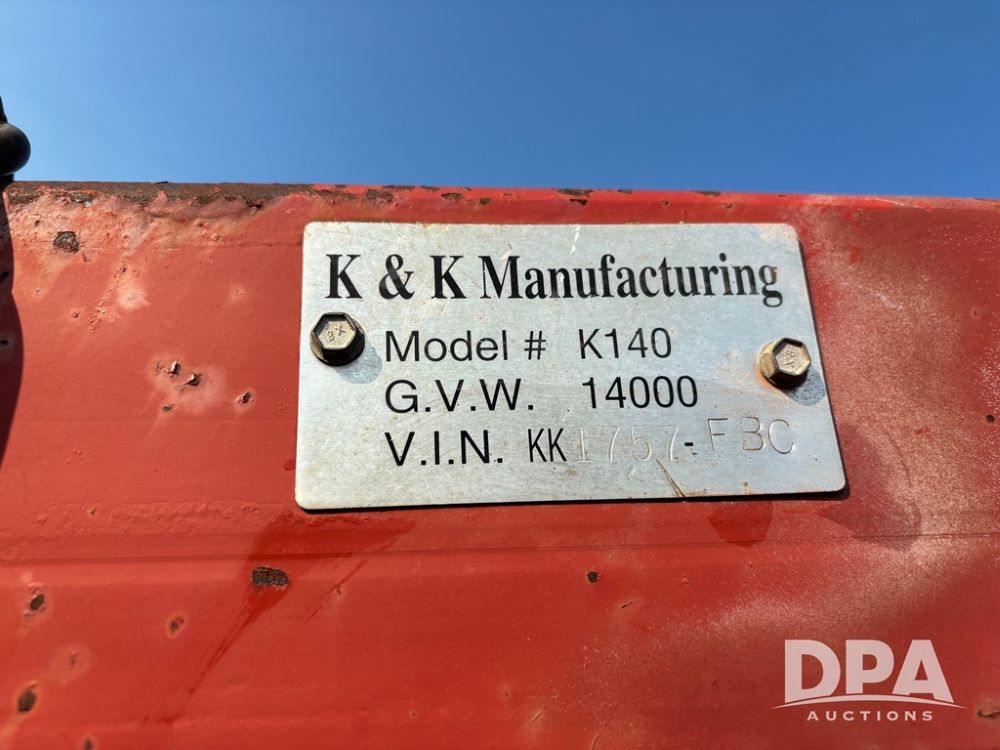 K & K Manufacturing
Model # K140
G.V.W. 14000
V.I.N. KK1757-FBC
DPA
AUCTIONS